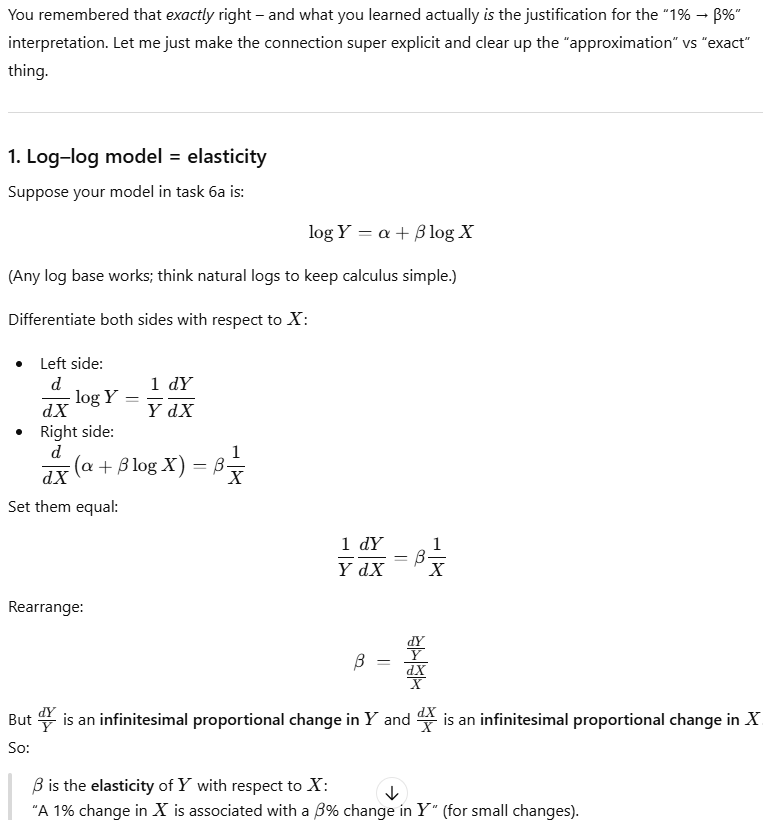 You remembered that exactly right – and what you learned actually is the justification for the “1% → β%”
interpretation. Let me just make the connection super explicit and clear up the “approximation” vs “exact”
thing.
1. Log–log model = elasticity
Suppose your model in task 6a is:
log Y = α + β log X
(Any log base works; think natural logs to keep calculus simple.)
Differentiate both sides with respect to X:
• Left side:
d/dX log Y = 1/Y dY/dX
• Right side:
d/dX (α + β log X) = β 1/X
Set them equal:
1/Y dY/dX = β 1/X
Rearrange:
β = (dY/Y)/(dX/X)
But dY/Y is an infinitesimal proportional change in Y and dX/X is an infinitesimal proportional change in X
So:
β is the elasticity of Y with respect to X:
“A 1% change in X is associated with a β% change in Y” (for small changes).